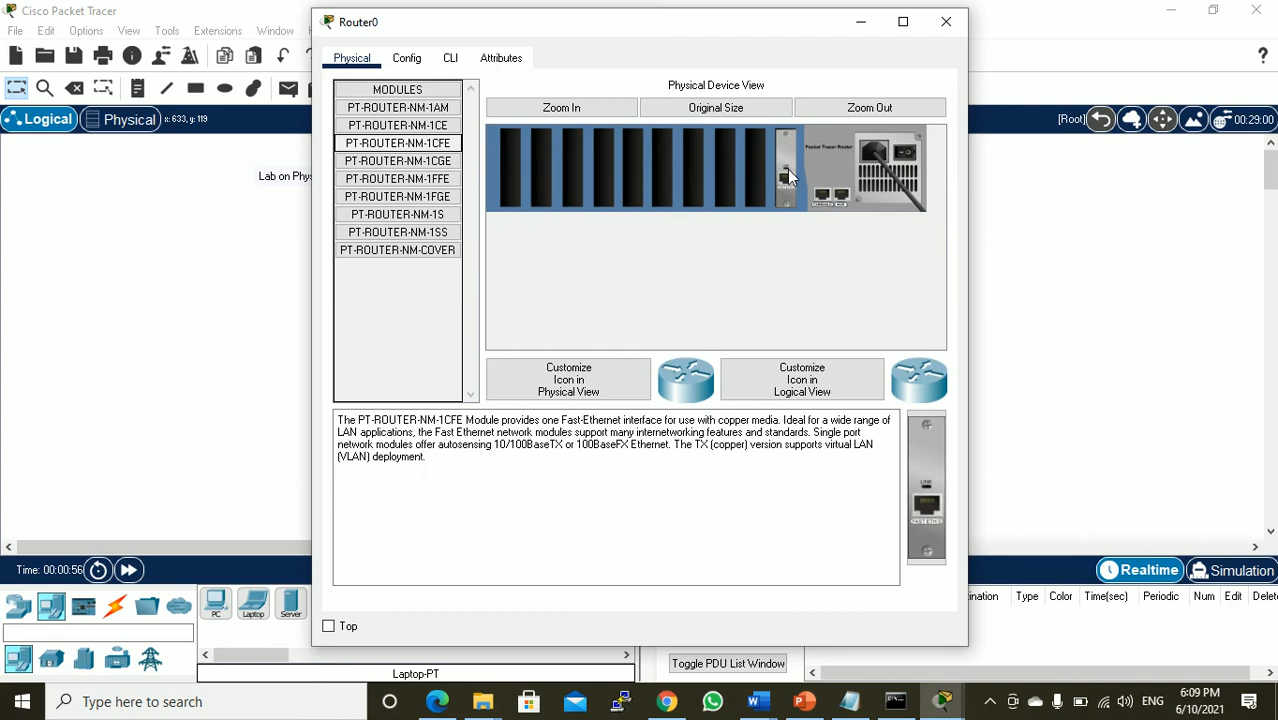 Cisco Packet Tracer
File Edit Options View Tools Extensions Window
Logical
Physical
x: 633, y: 119
[Root]
00:29:00
Lab on Phys
Router0
Physical Config CLI Attributes
MODULES
PT-ROUTER-NM-1AM
PT-ROUTER-NM-1CE
PT-ROUTER-NM-1CFE
PT-ROUTER-NM-1CGE
PT-ROUTER-NM-1FFE
PT-ROUTER-NM-1FGE
PT-ROUTER-NM-1S
PT-ROUTER-NM-1SS
PT-ROUTER-NM-COVER
Physical Device View
Zoom In
Original Size
Zoom Out
Packet Tracer Router
Customize
Icon in
Physical View
Customize
Icon in
Logical View
The PT-ROUTER-NM-1CFE Module provides one Fast-Ethernet interface for use with copper media. Ideal for a wide range of
LAN applications, the Fast Ethernet network modules support many internetworking features and standards. Single port
network modules offer autosensing 10/100BaseTX or 100BaseFX Ethernet. The TX (copper) version supports virtual LAN
(VLAN) deployment.
LINK
FAST ETH 0
Top
Time: 00:00:56
Realtime
Simulation
PC
Laptop
Server
ination Type Color Time(sec) Periodic Num Edit Delet
Toggle PDU List Window
Laptop-PT
Type here to search
ENG
6:09 PM
6/10/2021